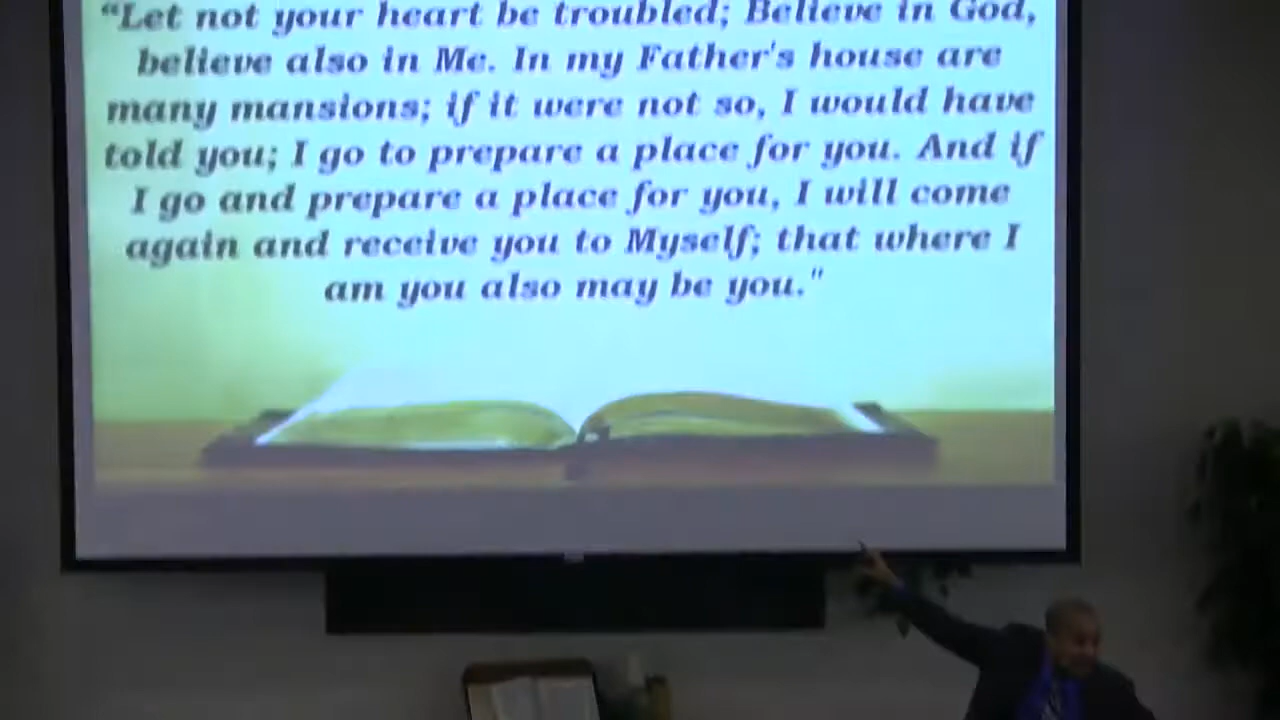 “Let not your heart be troubled; Believe in God,
believe also in Me. In my Father's house are
many mansions; if it were not so, I would have
told you; I go to prepare a place for you. And if
I go and prepare a place for you, I will come
again and receive you to Myself; that where I
am you also may be you."